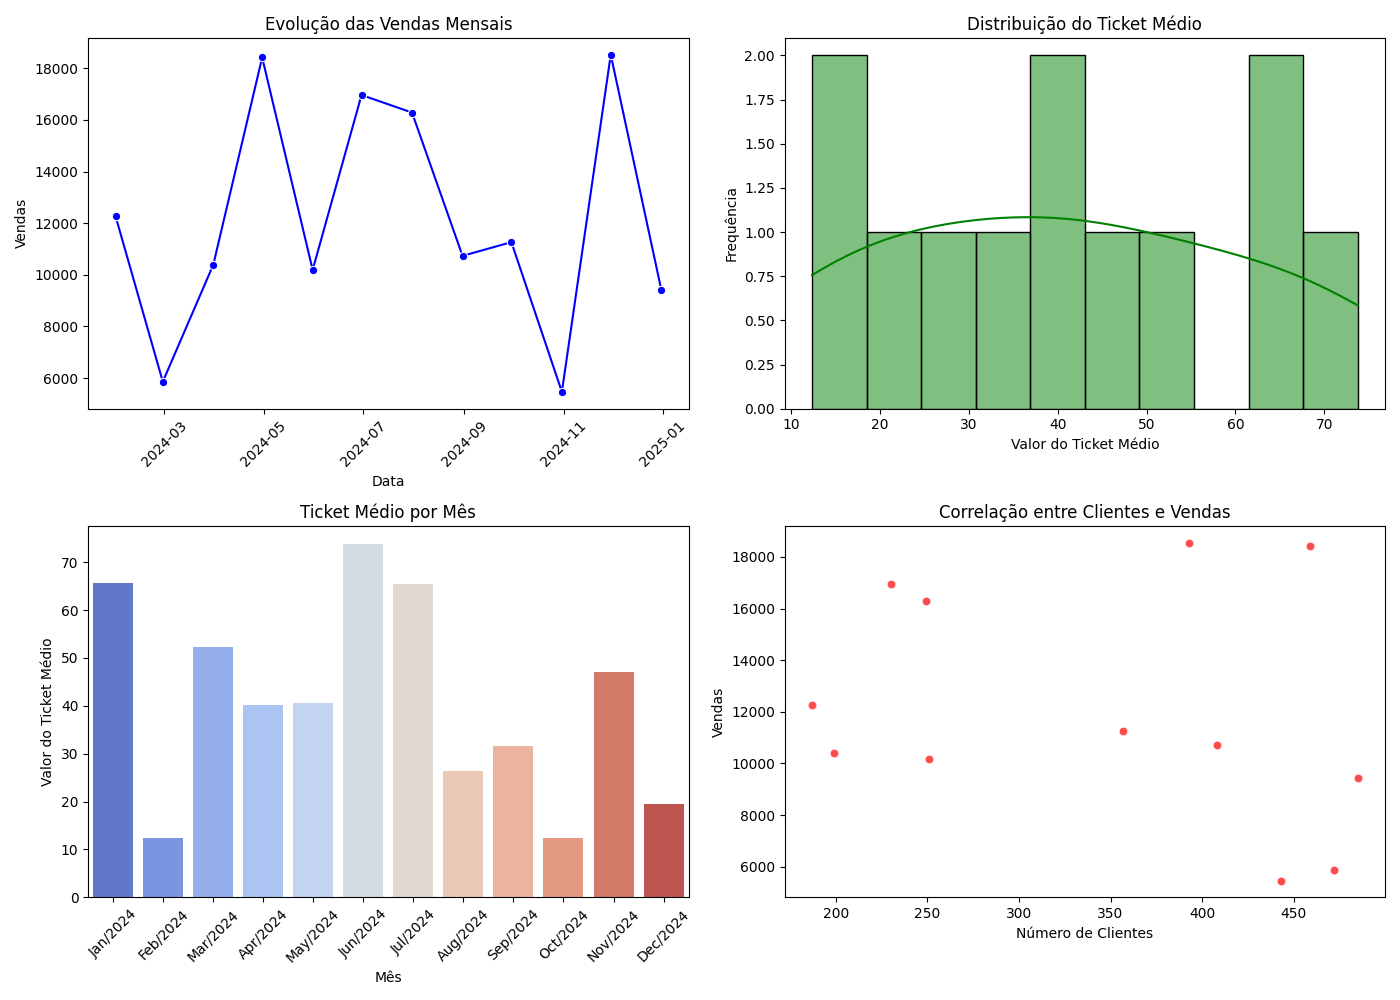 Evolução das Vendas Mensais
Vendas
18000
16000
14000
12000
10000
8000
6000
2024-03
2024-05
2024-07
2024-09
2024-11
2025-01
Data
Distribuição do Ticket Médio
Frequência
2.00
1.75
1.50
1.25
1.00
0.75
0.50
0.25
0.00
10
20
30
40
50
60
70
Valor do Ticket Médio
Ticket Médio por Mês
Valor do Ticket Médio
70
60
50
40
30
20
10
0
Jan/2024
Feb/2024
Mar/2024
Apr/2024
May/2024
Jun/2024
Jul/2024
Aug/2024
Sep/2024
Oct/2024
Nov/2024
Dec/2024
Mês
Correlação entre Clientes e Vendas
Vendas
18000
16000
14000
12000
10000
8000
6000
200
250
300
350
400
450
Número de Clientes